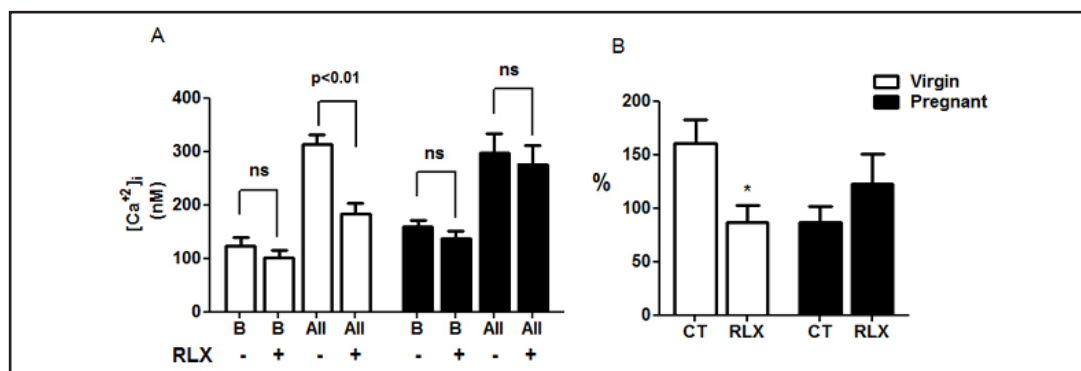 A
B
p<0.01
ns
ns
ns
400
300
200
100
0
[Ca⁺²]i
(nM)
B B AII AII B B AII AII
RLX - + - + - + - +
Virgin
Pregnant
200
150
100
50
0
%
*
CT RLX CT RLX